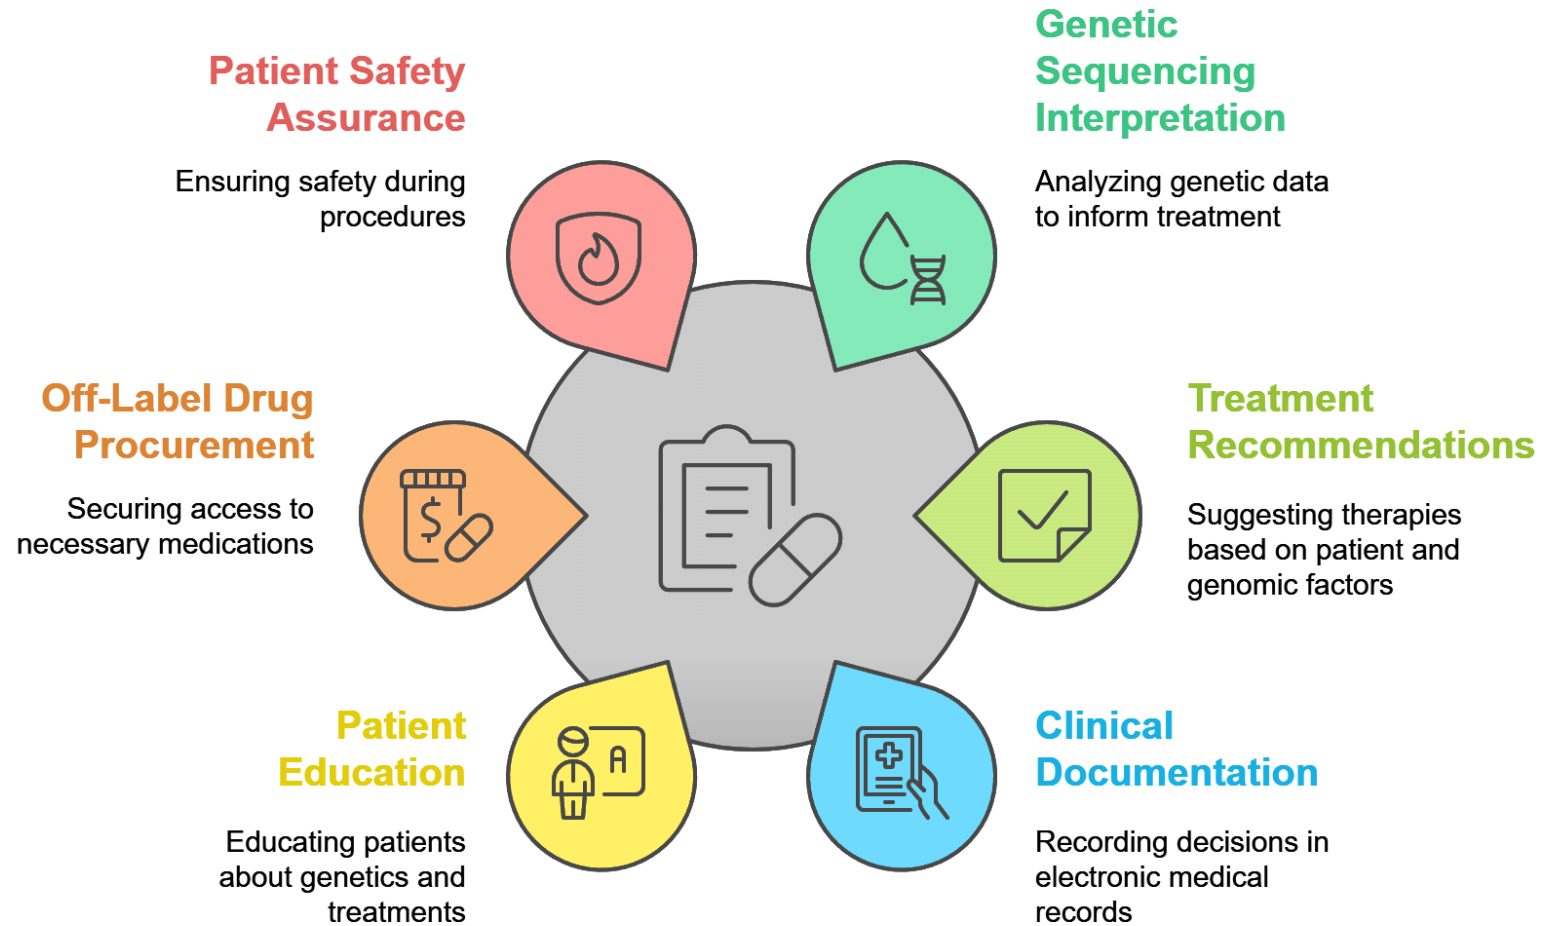 Patient Safety
Assurance
Ensuring safety during
procedures
Genetic
Sequencing
Interpretation
Analyzing genetic data
to inform treatment
Off-Label Drug
Procurement
Securing access to
necessary medications
$
Treatment
Recommendations
Suggesting therapies
based on patient and
genomic factors
Patient
Education
Educating patients
about genetics and
treatments
A
Clinical
Documentation
Recording decisions in
electronic medical
records